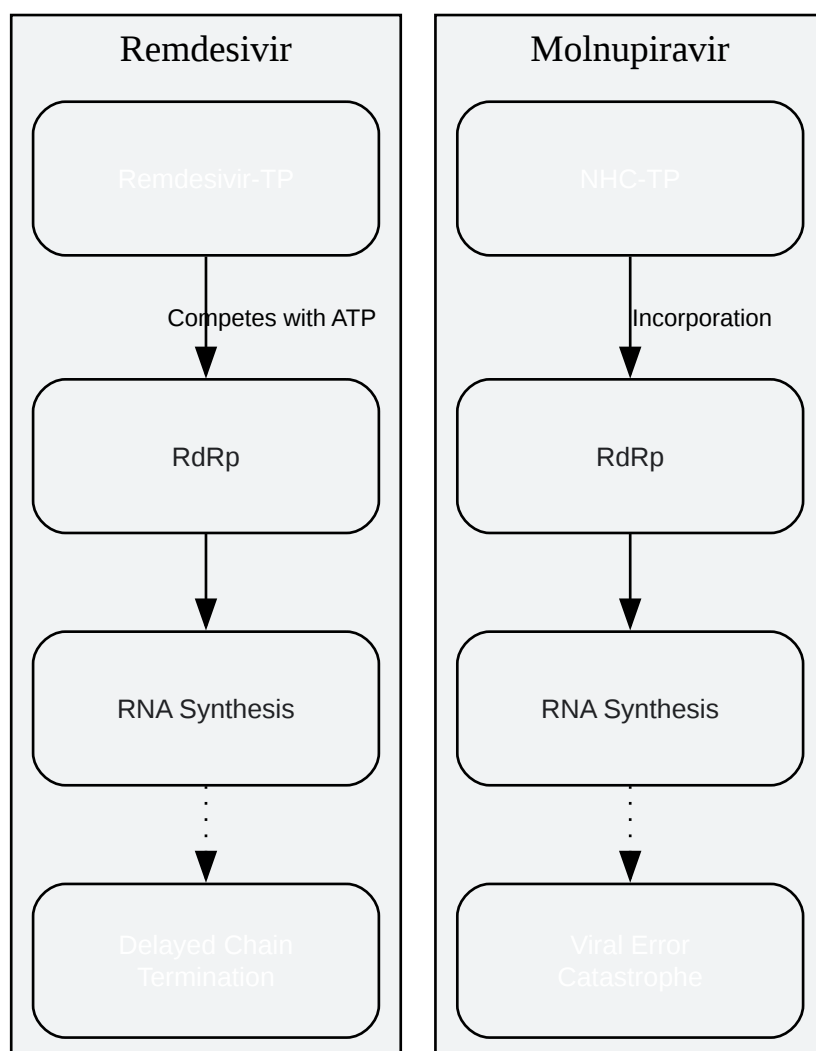 Remdesivir
Remdesivir-TP
Competes with ATP
RdRp
RNA Synthesis
Delayed Chain
Termination
Molnupiravir
NHC-TP
Incorporation
RdRp
RNA Synthesis
Viral Error
Catastrophe